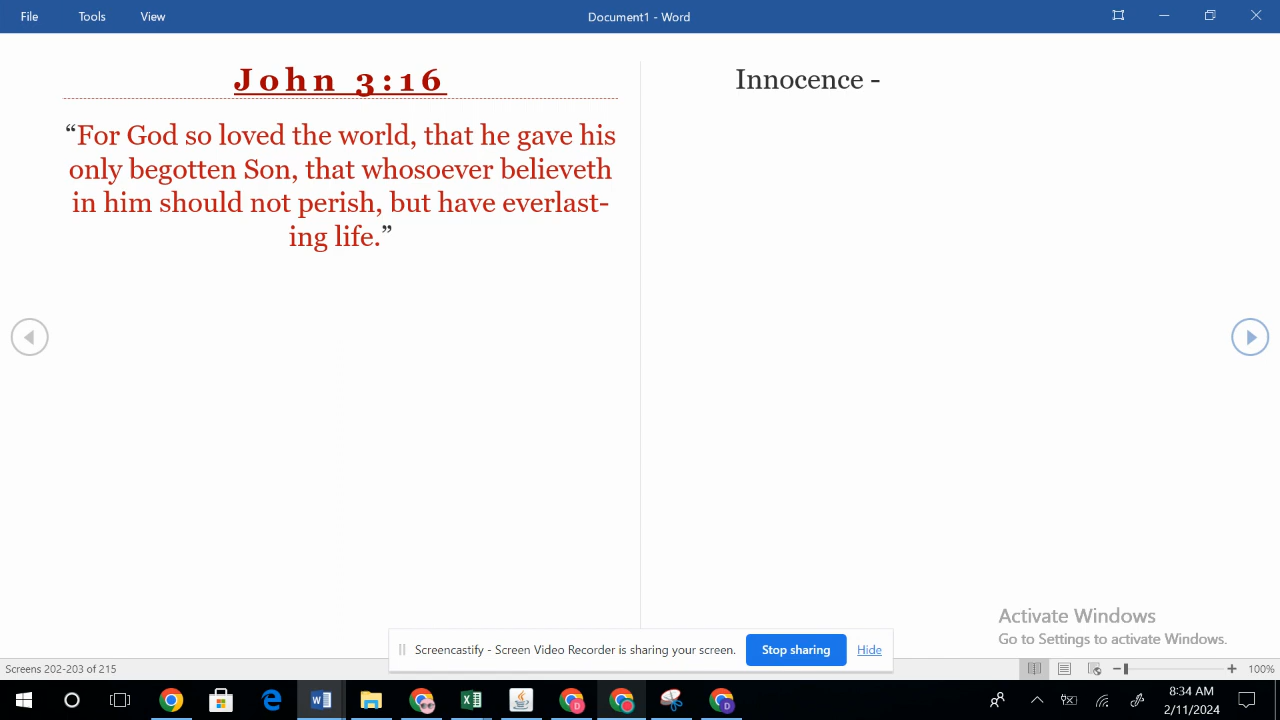 File Tools View Document1 - Word
John 3:16
“For God so loved the world, that he gave his
only begotten Son, that whosoever believeth
in him should not perish, but have everlast-
ing life.”
Innocence -
Activate Windows
Go to Settings to activate Windows.
Screencastify - Screen Video Recorder is sharing your screen. Stop sharing Hide
Screens 202-203 of 215
100%
8:34 AM
2/11/2024